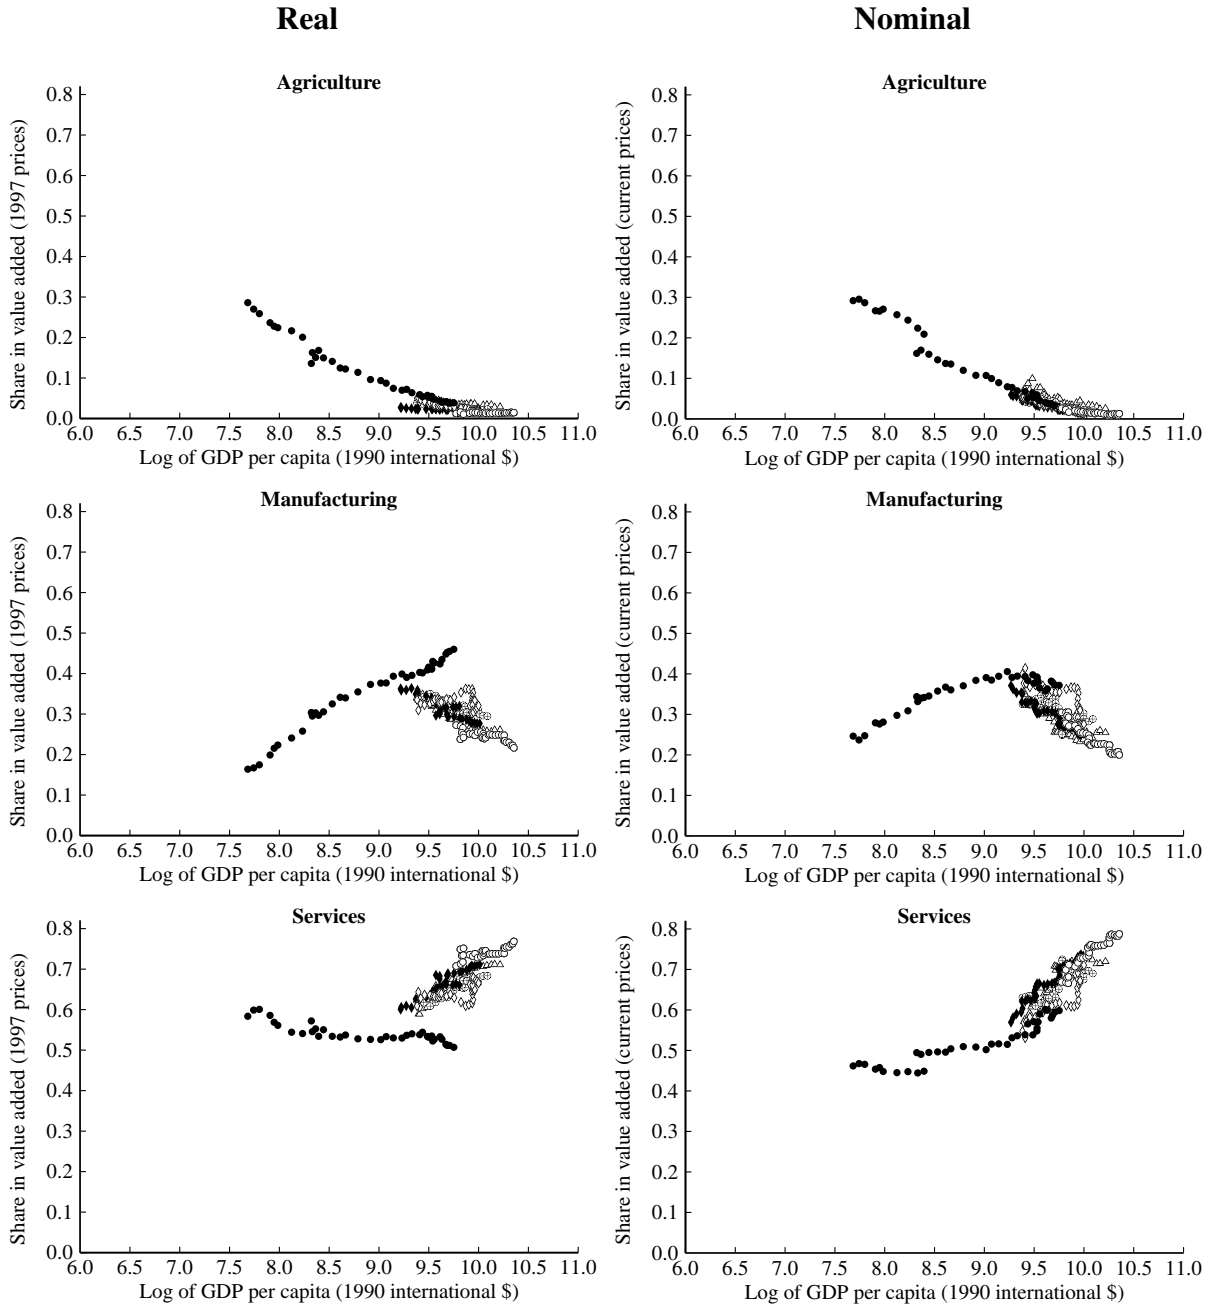 Real
Nominal
Agriculture
Share in value added (1997 prices)
0.8
0.7
0.6
0.5
0.4
0.3
0.2
0.1
0.0
6.0 6.5 7.0 7.5 8.0 8.5 9.0 9.5 10.0 10.5 11.0
Log of GDP per capita (1990 international $)
Agriculture
Share in value added (current prices)
0.8
0.7
0.6
0.5
0.4
0.3
0.2
0.1
0.0
6.0 6.5 7.0 7.5 8.0 8.5 9.0 9.5 10.0 10.5 11.0
Log of GDP per capita (1990 international $)
Manufacturing
Share in value added (1997 prices)
0.8
0.7
0.6
0.5
0.4
0.3
0.2
0.1
0.0
6.0 6.5 7.0 7.5 8.0 8.5 9.0 9.5 10.0 10.5 11.0
Log of GDP per capita (1990 international $)
Manufacturing
Share in value added (current prices)
0.8
0.7
0.6
0.5
0.4
0.3
0.2
0.1
0.0
6.0 6.5 7.0 7.5 8.0 8.5 9.0 9.5 10.0 10.5 11.0
Log of GDP per capita (1990 international $)
Services
Share in value added (1997 prices)
0.8
0.7
0.6
0.5
0.4
0.3
0.2
0.1
0.0
6.0 6.5 7.0 7.5 8.0 8.5 9.0 9.5 10.0 10.5 11.0
Log of GDP per capita (1990 international $)
Services
Share in value added (current prices)
0.8
0.7
0.6
0.5
0.4
0.3
0.2
0.1
0.0
6.0 6.5 7.0 7.5 8.0 8.5 9.0 9.5 10.0 10.5 11.0
Log of GDP per capita (1990 international $)